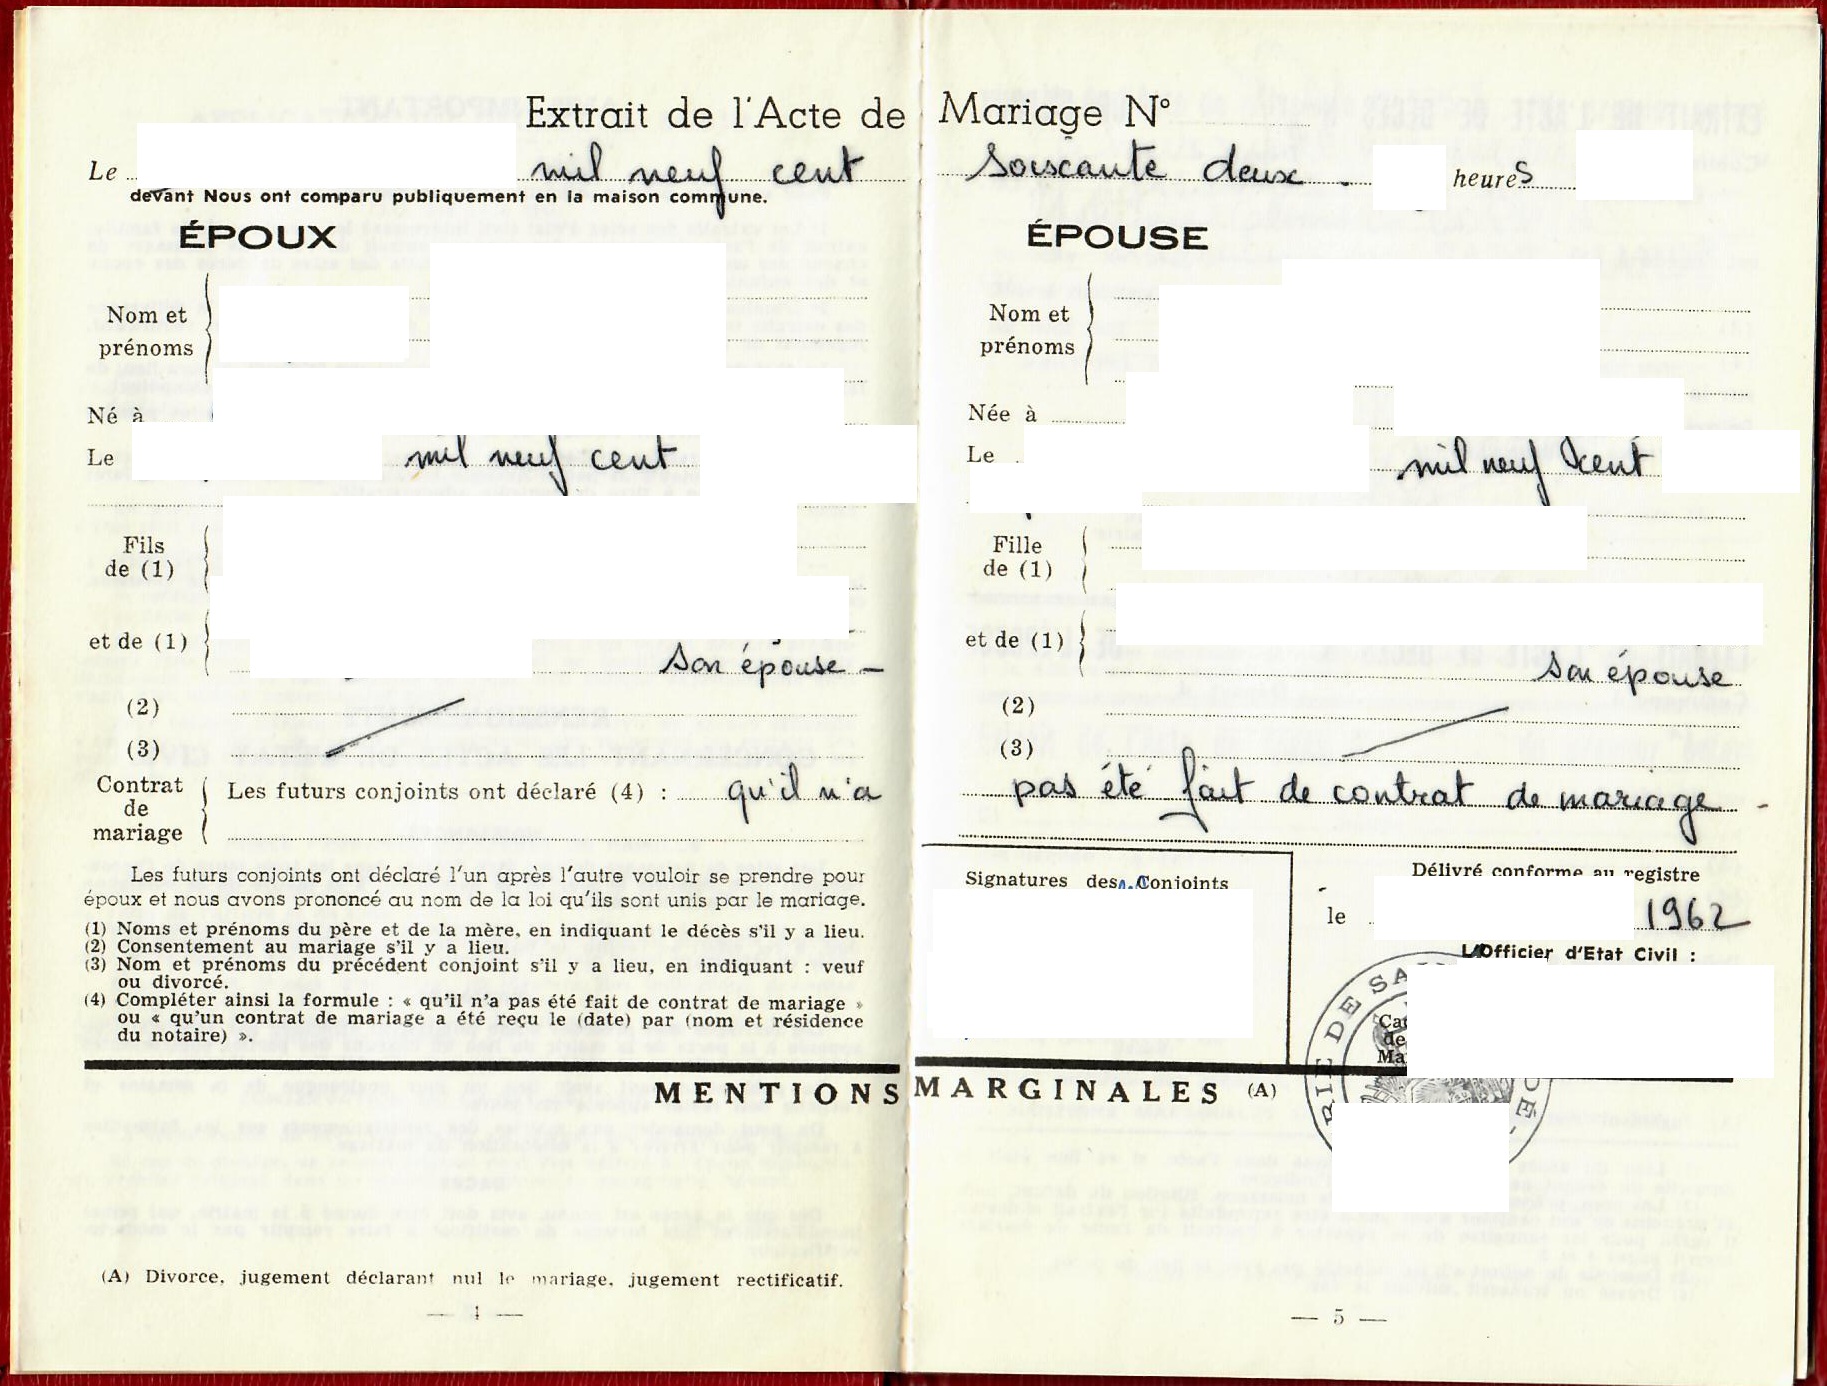 Extrait de l'Acte de Mariage N°
Le mil neuf cent soiscante deux - heures
devant Nous ont comparu publiquement en la maison commune.
ÉPOUX
Nom et
prénoms
Né à
Le mil neuf cent
Fils
de (1)
et de (1)
son épouse -
(2)
(3)
Contrat
de
mariage
Les futurs conjoints ont déclaré (4) : qu'il n'a
Les futurs conjoints ont déclaré l'un après l'autre vouloir se prendre pour
époux et nous avons prononcé au nom de la loi qu'ils sont unis par le mariage.
(1) Noms et prénoms du père et de la mère, en indiquant le décès s'il y a lieu.
(2) Consentement au mariage s'il y a lieu.
(3) Nom et prénoms du précédent conjoint s'il y a lieu, en indiquant : veuf
ou divorcé.
(4) Compléter ainsi la formule : « qu'il n'a pas été fait de contrat de mariage »
ou « qu'un contrat de mariage a été reçu le (date) par (nom et résidence
du notaire) ».
ÉPOUSE
Nom et
prénoms
Née à
Le mil neuf cent
Fille
de (1)
et de (1)
son épouse
(2)
(3)
pas été fait de contrat de mariage -
Signatures des Conjoints
Délivré conforme au registre
le 1962
L'Officier d'Etat Civil :
RIE DE SA
DE -
Ca
de
Ma
MENTIONS MARGINALES (A)
(A) Divorce, jugement déclarant nul le mariage, jugement rectificatif.
— 4 —
— 5 —